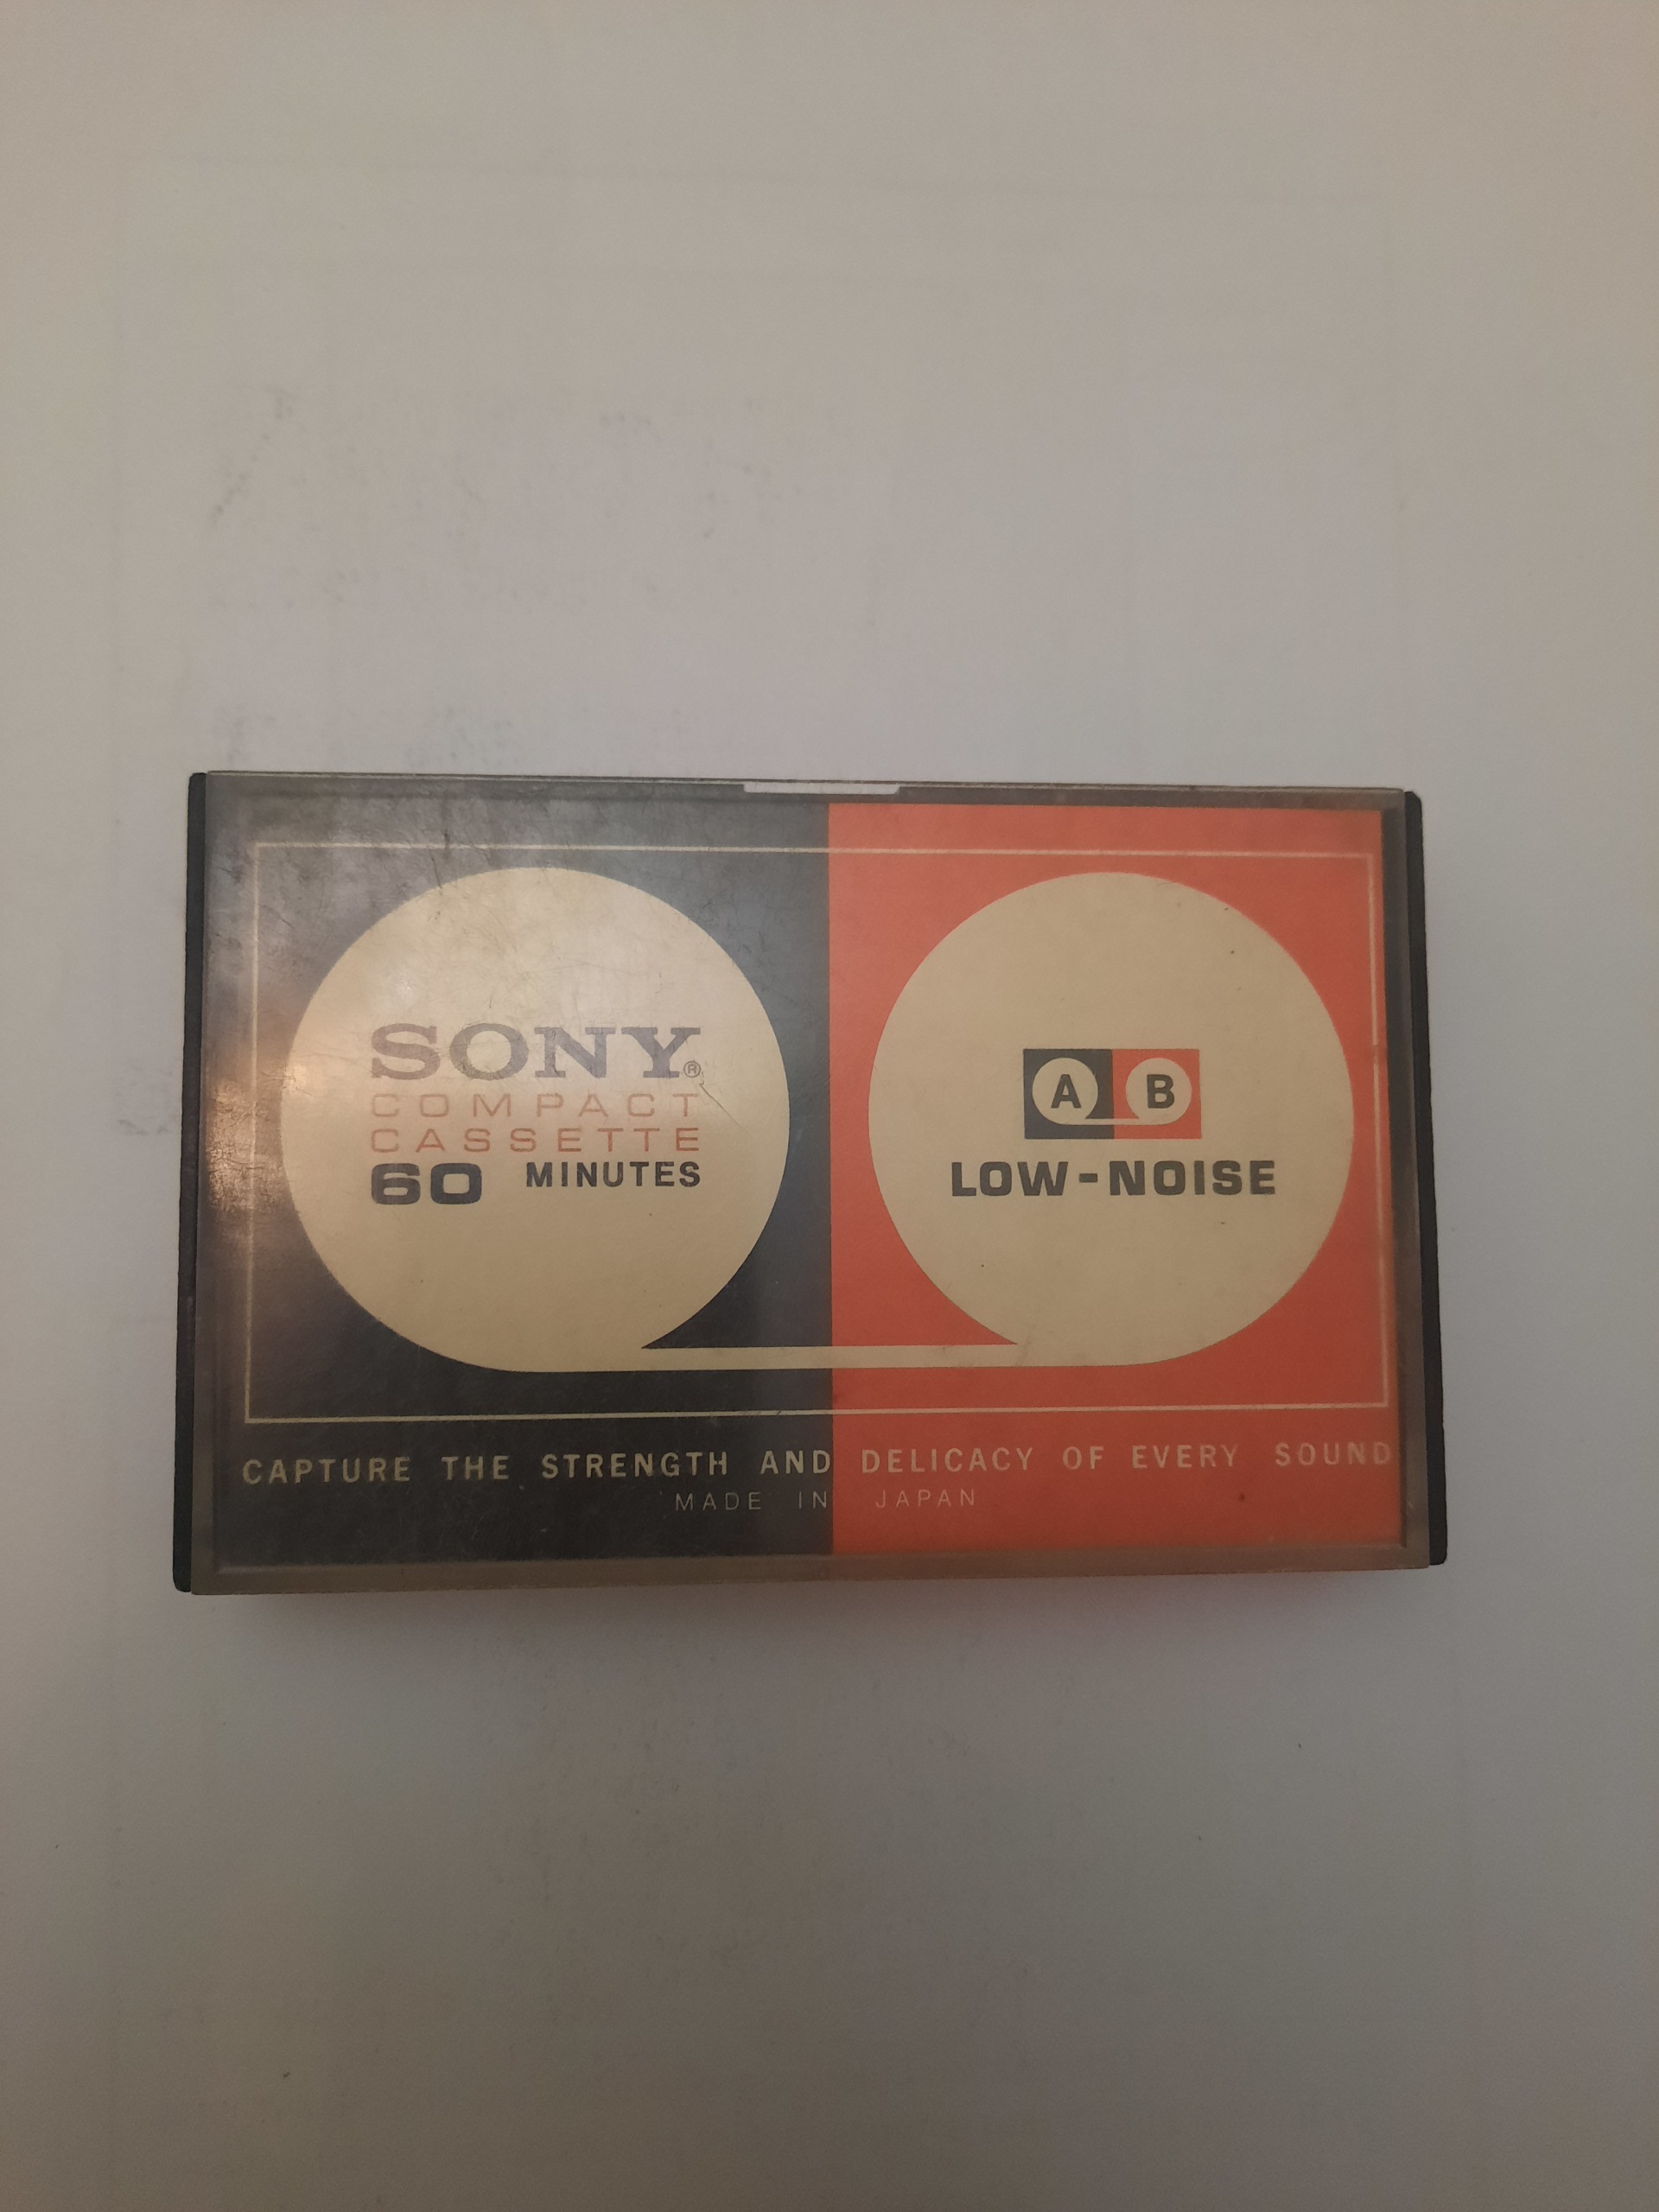 SONY®
COMPACT
CASSETTE
60 MINUTES
A B
LOW-NOISE
CAPTURE THE STRENGTH AND DELICACY OF EVERY SOUND
MADE IN JAPAN